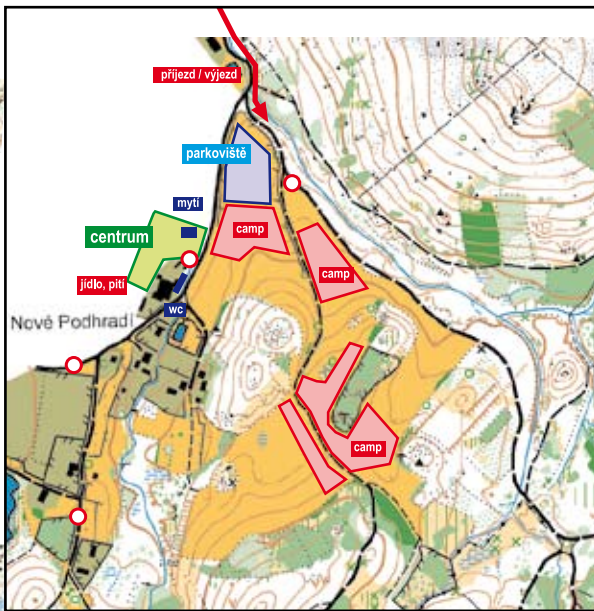 příjezd / výjezd
parkoviště
mytí
camp
centrum
camp
jídlo, pití
wc
Nové Podhradí
camp